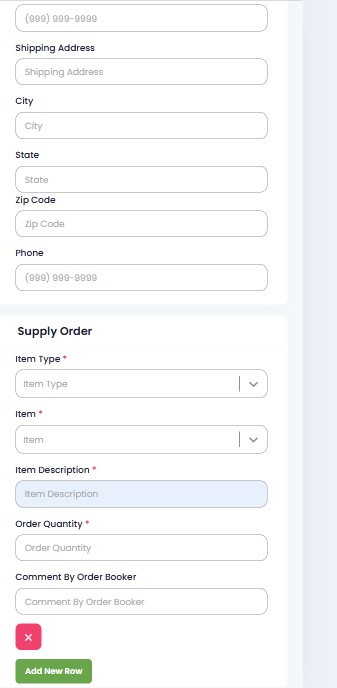 (999) 999-9999
Shipping Address
Shipping Address
City
City
State
State
Zip Code
Zip Code
Phone
(999) 999-9999
Supply Order
Item Type *
Item Type
Item *
Item
Item Description *
Item Description
Order Quantity *
Order Quantity
Comment By Order Booker
Comment By Order Booker
×
Add New Row